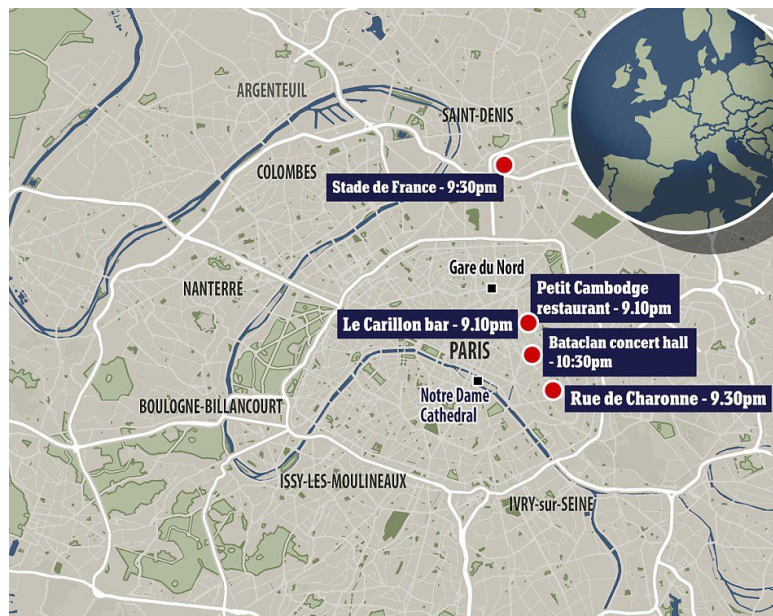 ARGENTEUIL
SAINT-DENIS
COLOMBES
Stade de France - 9:30pm
Gare du Nord
NANTERRE
Petit Cambodge
restaurant - 9.10pm
Le Carillon bar - 9.10pm
PARIS
Bataclan concert hall
- 10:30pm
Notre Dame
Cathedral
Rue de Charonne - 9.30pm
BOULOGNE-BILLANCOURT
ISSY-LES-MOULINEAUX
IVRY-sur-SEINE